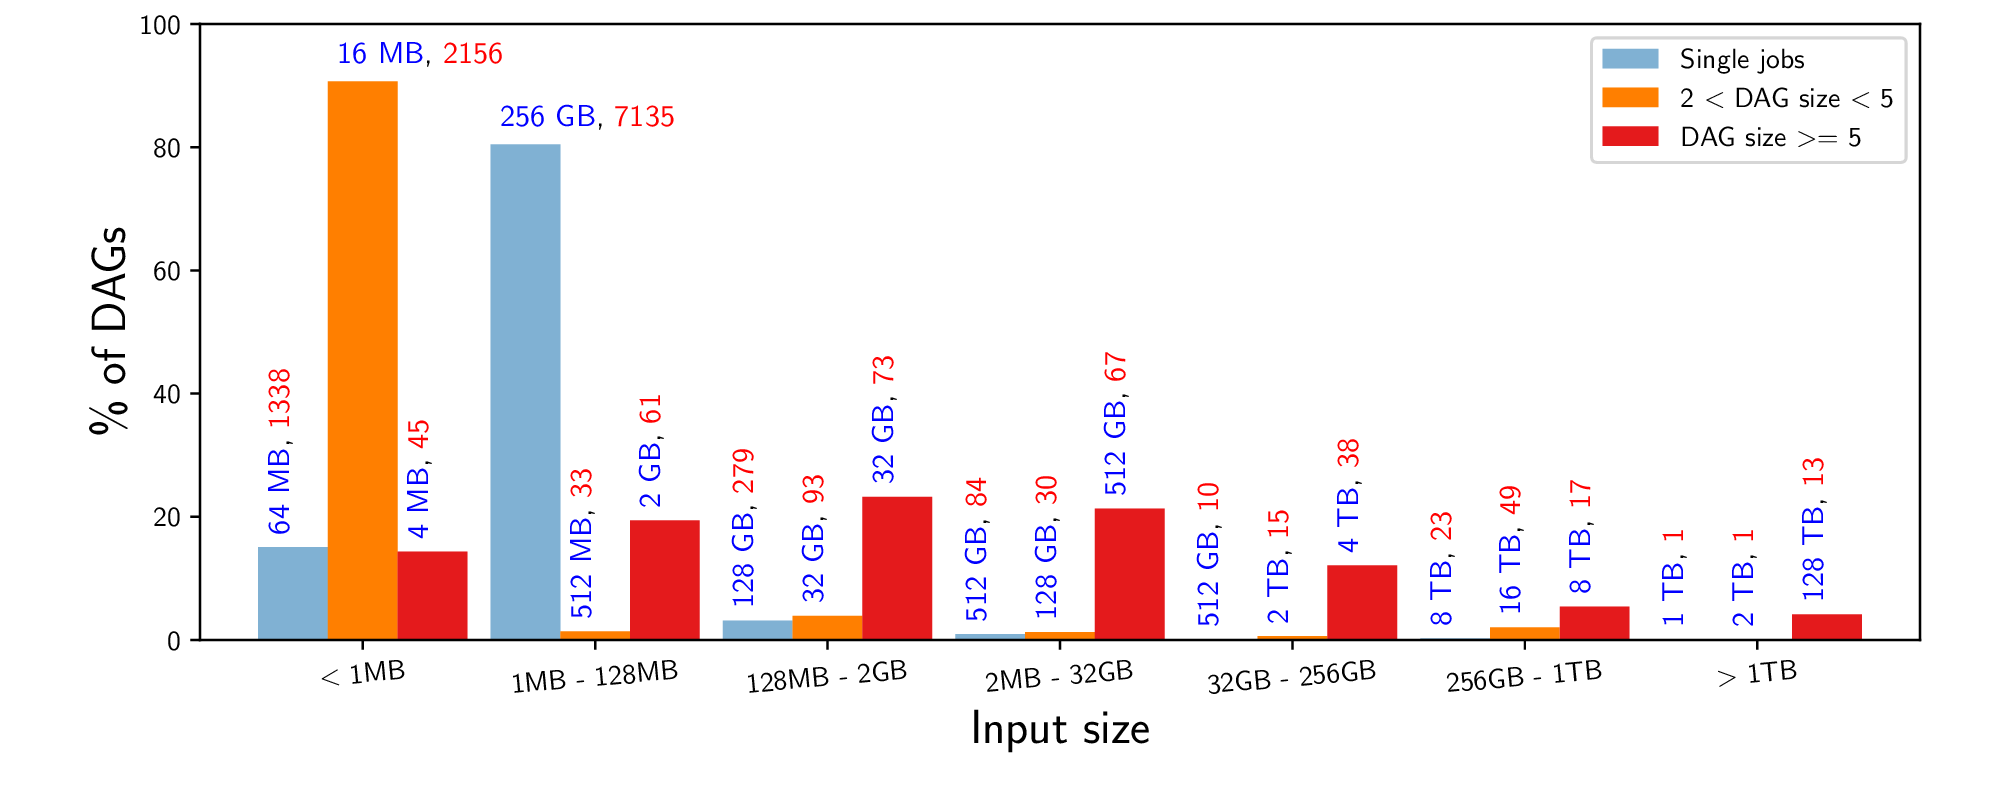 100
80
60
40
20
0
% of DAGs
16 MB, 2156
256 GB, 7135
64 MB, 1338
4 MB, 45
512 MB, 33
2 GB, 61
128 GB, 279
32 GB, 93
32 GB, 73
512 GB, 84
128 GB, 30
512 GB, 67
512 GB, 10
2 TB, 15
4 TB, 38
8 TB, 23
16 TB, 49
8 TB, 17
1 TB, 1
2 TB, 1
128 TB, 13
Single jobs
2 < DAG size < 5
DAG size >= 5
< 1MB
1MB - 128MB
128MB - 2GB
2MB - 32GB
32GB - 256GB
256GB - 1TB
> 1TB
Input size